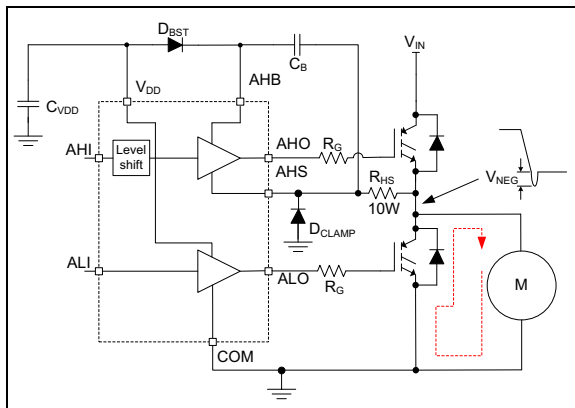 DBST
CB
VIN
VDD
AHB
CVDD
AHI
Level
shift
AHO
RG
AHS
RHS
10W
VNEG
DCLAMP
ALI
ALO
RG
M
COM